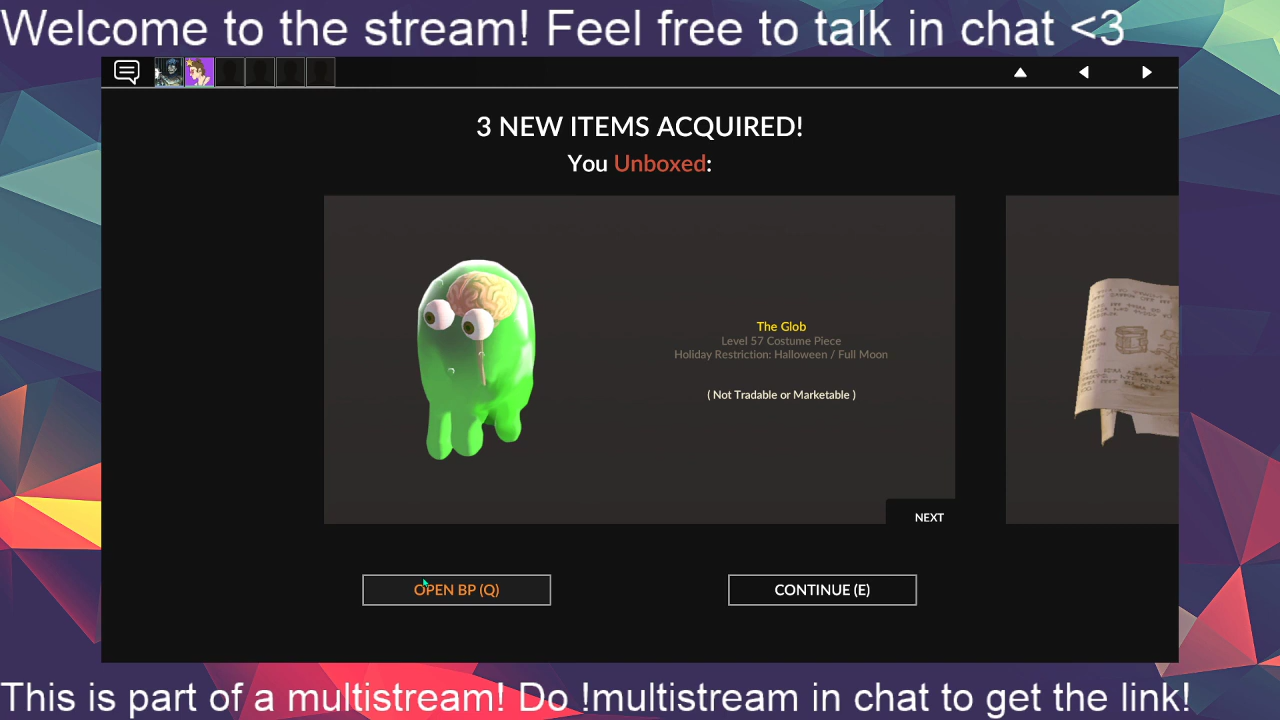 Welcome to the stream! Feel free to talk in chat <3
3 NEW ITEMS ACQUIRED!
You Unboxed:
The Glob
Level 57 Costume Piece
Holiday Restriction: Halloween / Full Moon
( Not Tradable or Marketable )
NEXT
OPEN BP (Q)
CONTINUE (E)
This is part of a multistream! Do !multistream in chat to get the link!